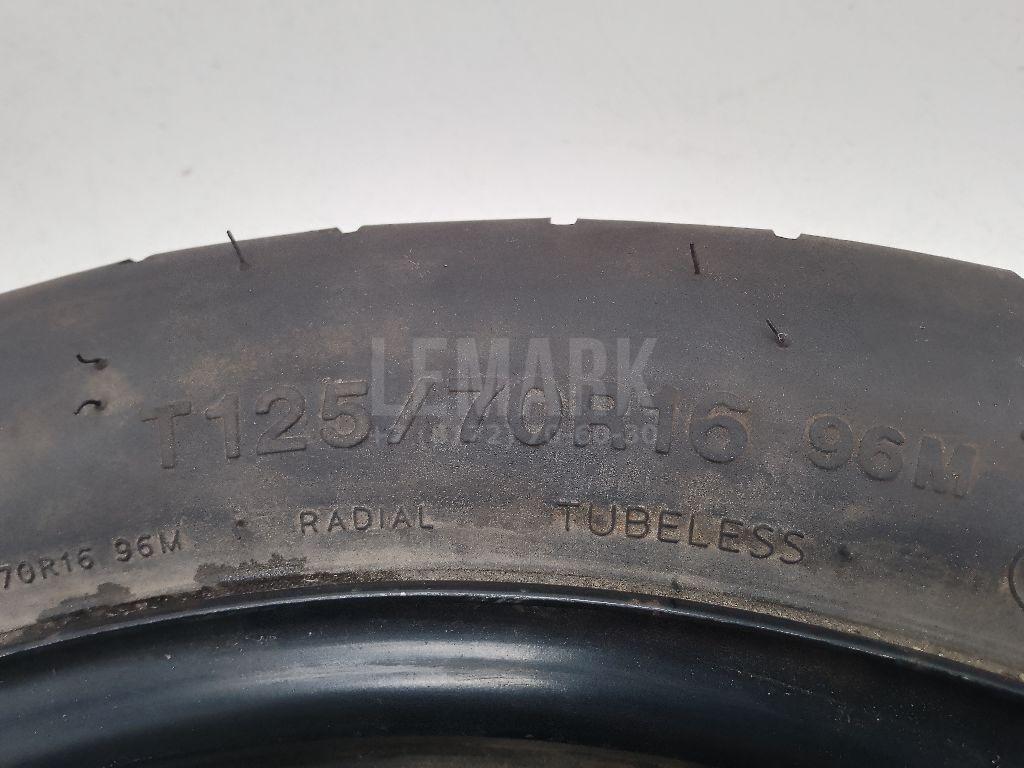 LEMARK
T125/70R16 96M
70R16 96M RADIAL TUBELESS